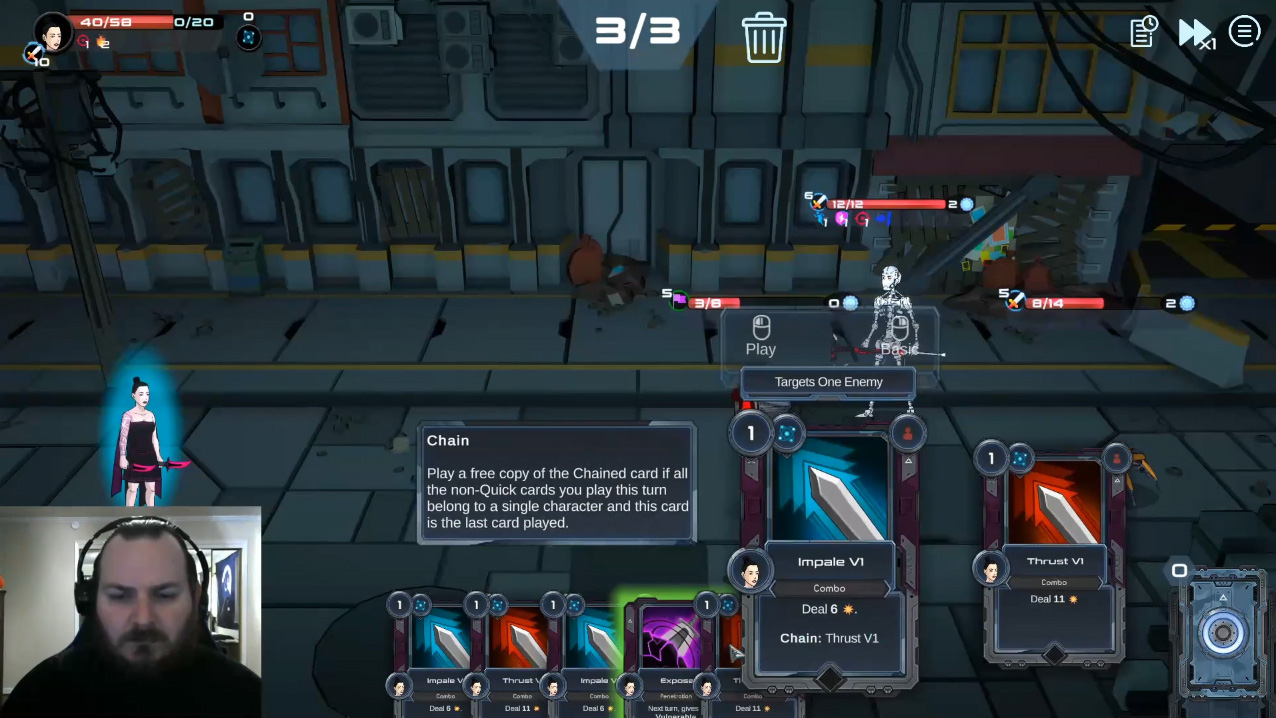 40/58
0/20
0
1
2
10
3/3
X1
6
12/12
2
1
1
1
5
3/8
0
5
8/14
2
Play
Basic
Targets One Enemy
Chain
Play a free copy of the Chained card if all
the non-Quick cards you play this turn
belong to a single character and this card
is the last card played.
1
Impale V1
Combo
Deal 6
Chain: Thrust V1
1
Thrust V1
Combo
Deal 11
0
1
Impale V
Combo
Deal 6
1
Thrust V
Combo
Deal 11
1
Impale V
Combo
Deal 6
Expose
Penetration
Next turn, gives
Vulnerable
1
Deal 11